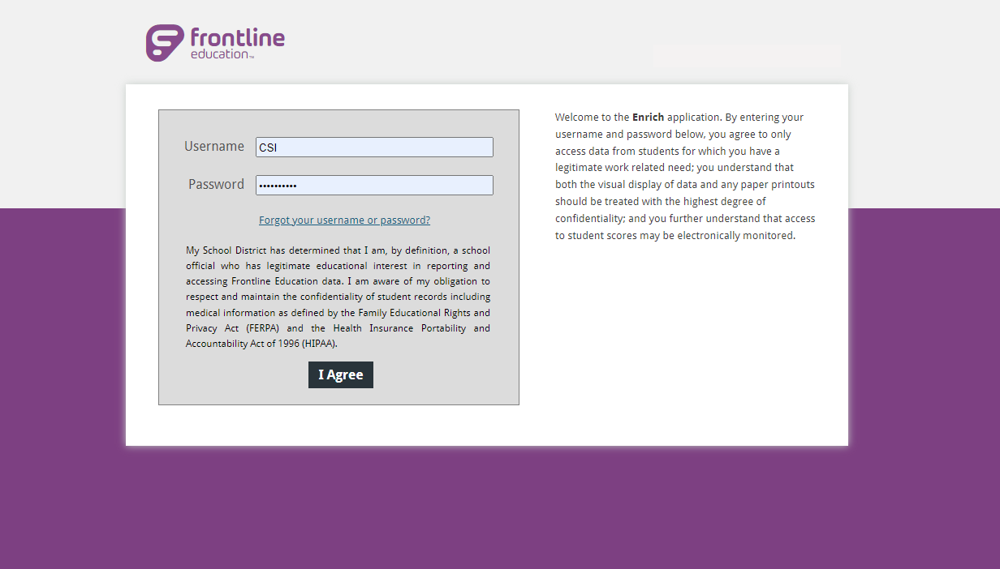 frontline
education™
Username CSI
Password ••••••••••
Forgot your username or password?
My School District has determined that I am, by definition, a school
official who has legitimate educational interest in reporting and
accessing Frontline Education data. I am aware of my obligation to
respect and maintain the confidentiality of student records including
medical information as defined by the Family Educational Rights and
Privacy Act (FERPA) and the Health Insurance Portability and
Accountability Act of 1996 (HIPAA).
I Agree
Welcome to the Enrich application. By entering your
username and password below, you agree to only
access data from students for which you have a
legitimate work related need; you understand that
both the visual display of data and any paper printouts
should be treated with the highest degree of
confidentiality; and you further understand that access
to student scores may be electronically monitored.